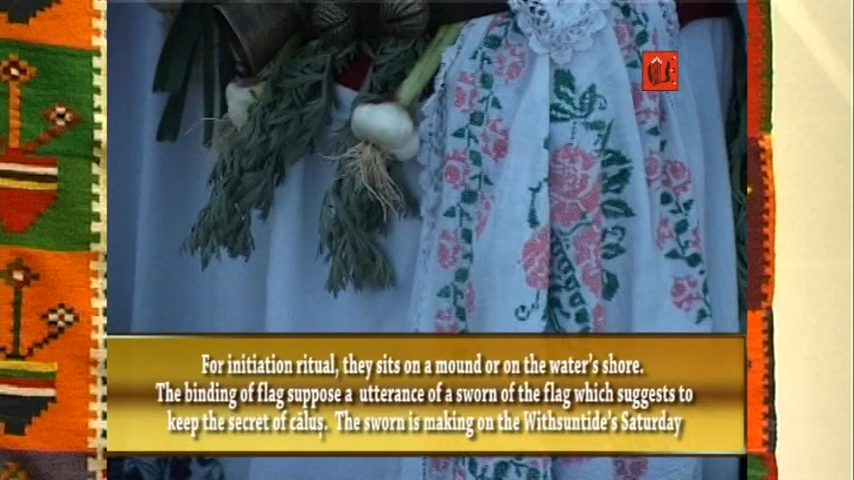 For initiation ritual, they sits on a mound or on the water's shore.
The binding of flag suppose a utterance of a sworn of the flag which suggests to
keep the secret of căluș. The sworn is making on the Withsuntide's Saturday